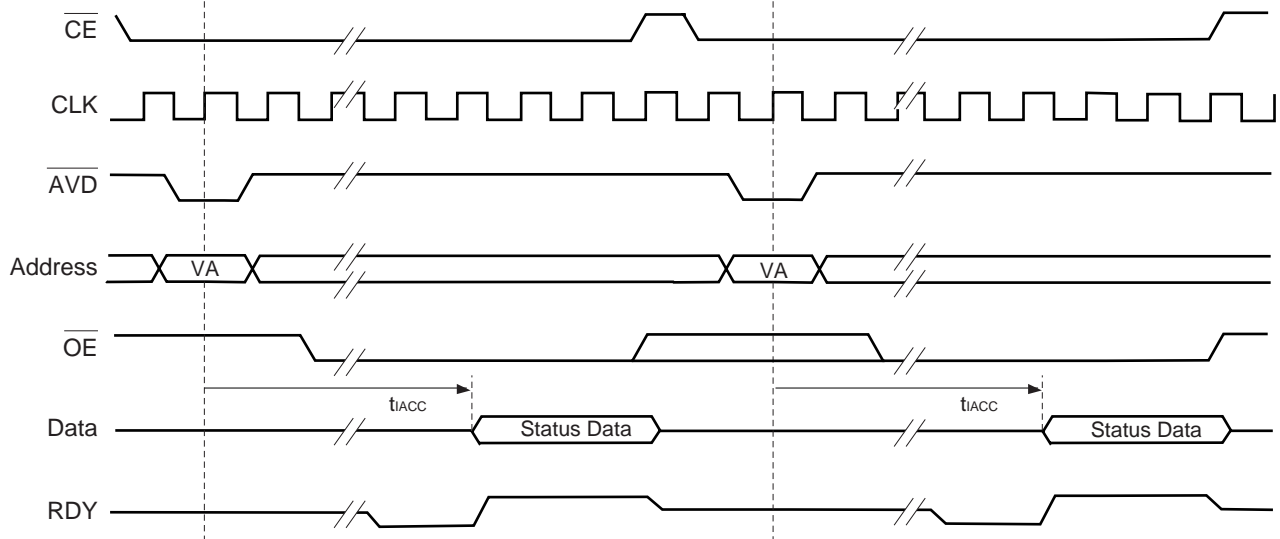 CE
CLK
AVD
Address VA VA
OE
tIACC tIACC
Data Status Data Status Data
RDY